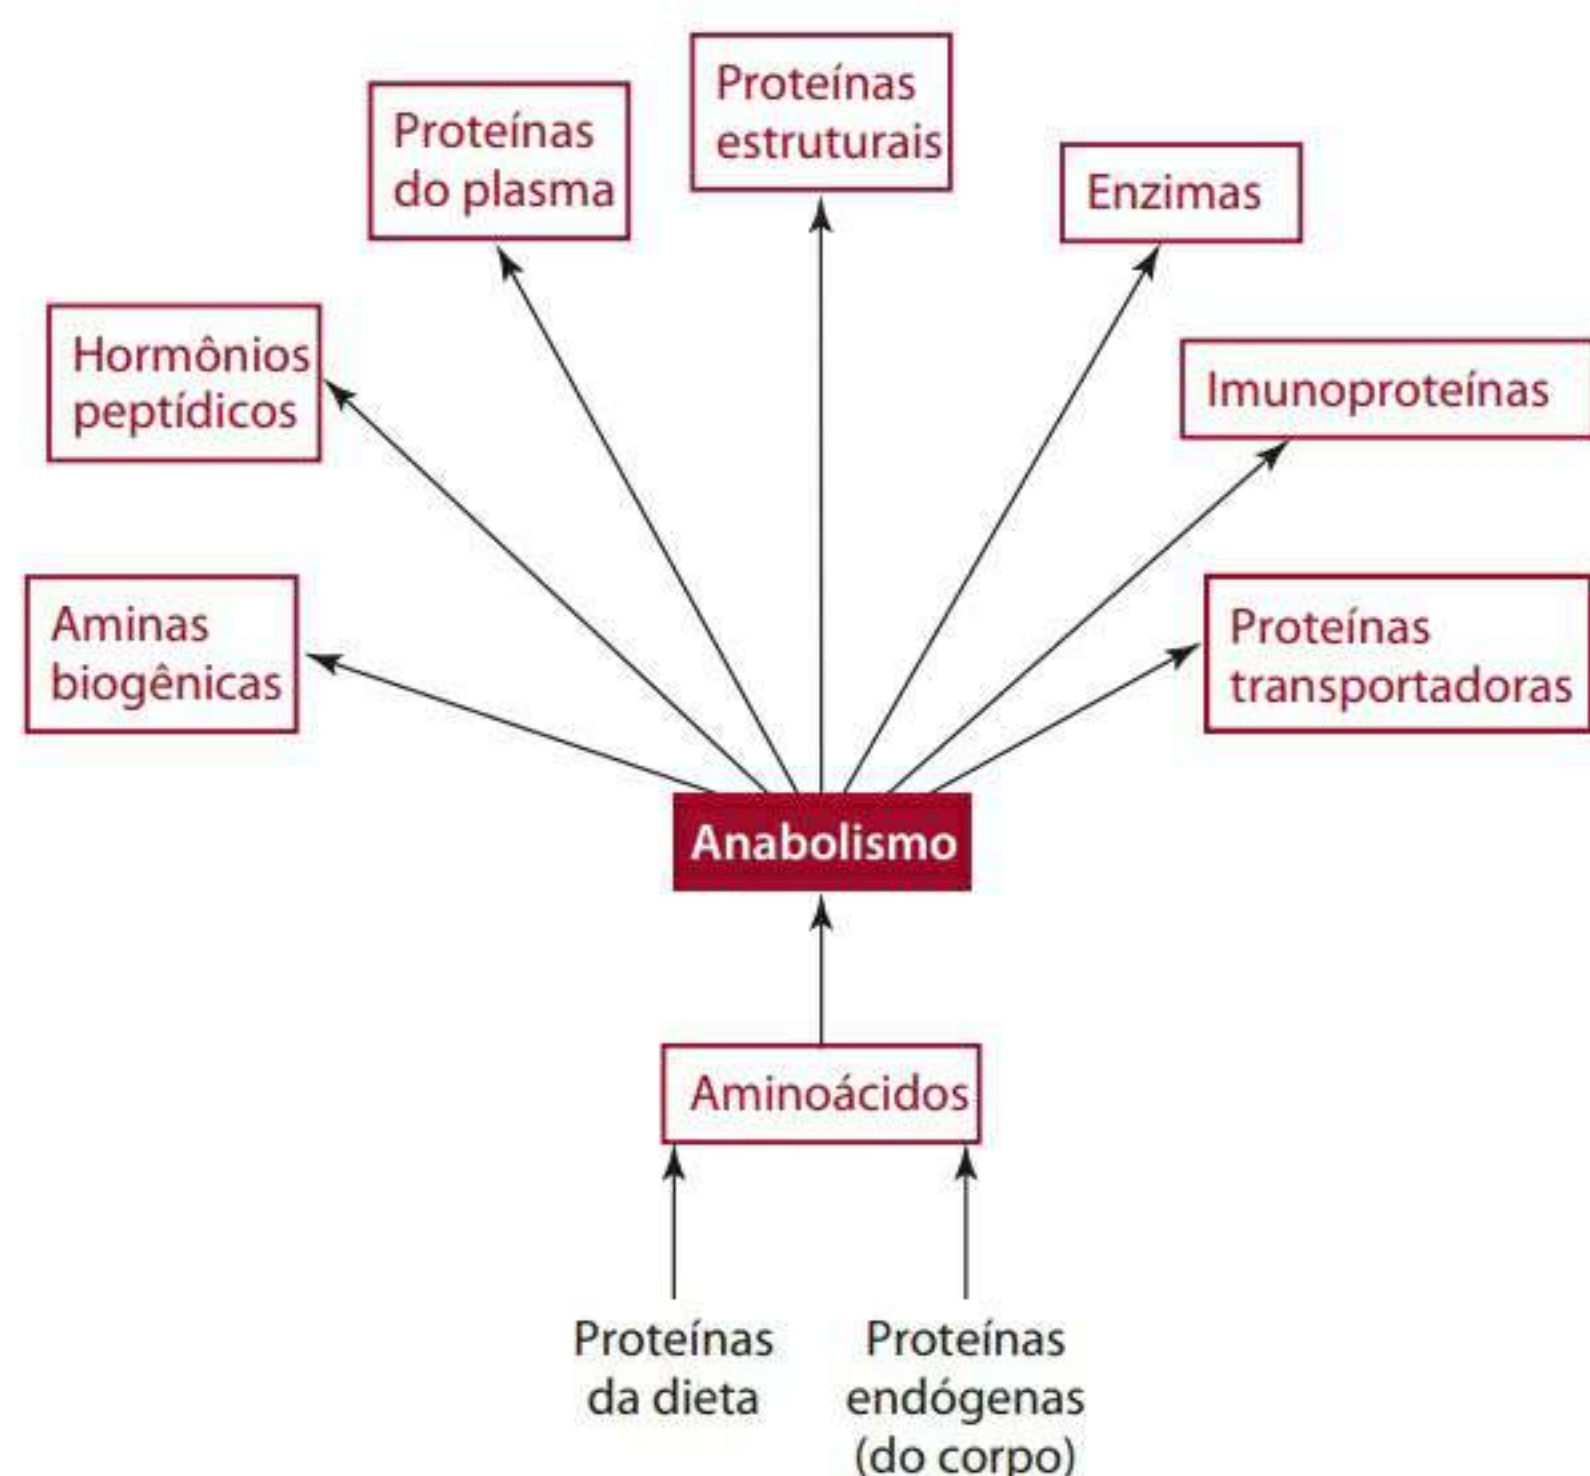 Proteínas
estruturais
Proteínas
do plasma
Enzimas
Hormônios
peptídicos
Imunoproteínas
Aminas
biogênicas
Proteínas
transportadoras
Anabolismo
Aminoácidos
Proteínas
da dieta
Proteínas
endógenas
(do corpo)